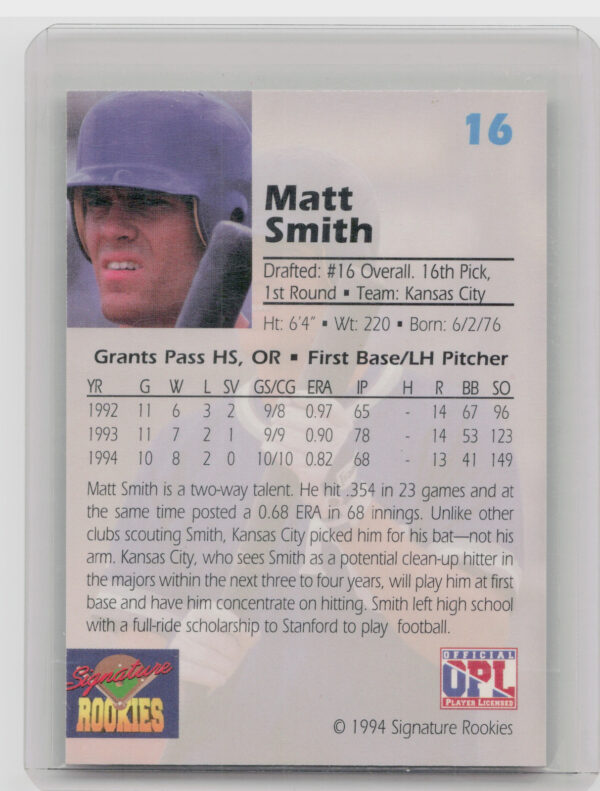 16
Matt
Smith
Drafted: #16 Overall. 16th Pick,
1st Round ▪ Team: Kansas City
Ht: 6'4" ▪ Wt: 220 ▪ Born: 6/2/76
Grants Pass HS, OR ▪ First Base/LH Pitcher
YR G W L SV GS/CG ERA IP H R BB SO
1992 11 6 3 2 9/8 0.97 65 - 14 67 96
1993 11 7 2 1 9/9 0.90 78 - 14 53 123
1994 10 8 2 0 10/10 0.82 68 - 13 41 149
Matt Smith is a two-way talent. He hit .354 in 23 games and at
the same time posted a 0.68 ERA in 68 innings. Unlike other
clubs scouting Smith, Kansas City picked him for his bat—not his
arm. Kansas City, who sees Smith as a potential clean-up hitter in
the majors within the next three to four years, will play him at first
base and have him concentrate on hitting. Smith left high school
with a full-ride scholarship to Stanford to play football.
Signature
ROOKIES
OFFICIAL
OPL
PLAYER LICENSED
© 1994 Signature Rookies